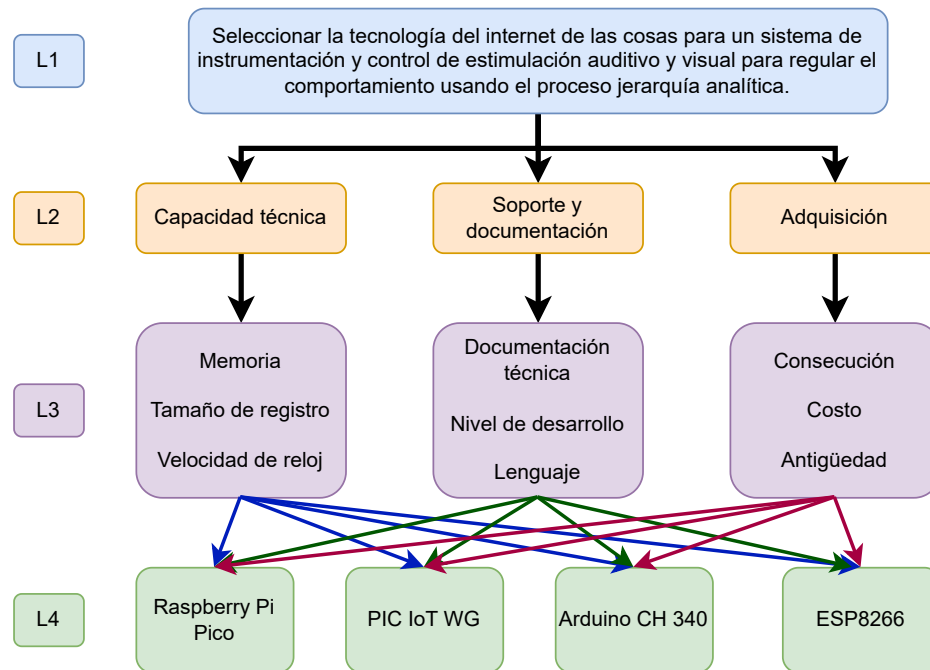 L1
Seleccionar la tecnología del internet de las cosas para un sistema de
instrumentación y control de estimulación auditivo y visual para regular el
comportamiento usando el proceso jerarquía analítica.
L2
Capacidad técnica
Soporte y
documentación
Adquisición
L3
Memoria
Tamaño de registro
Velocidad de reloj
Documentación
técnica
Nivel de desarrollo
Lenguaje
Consecución
Costo
Antigüedad
L4
Raspberry Pi
Pico
PIC IoT WG
Arduino CH 340
ESP8266